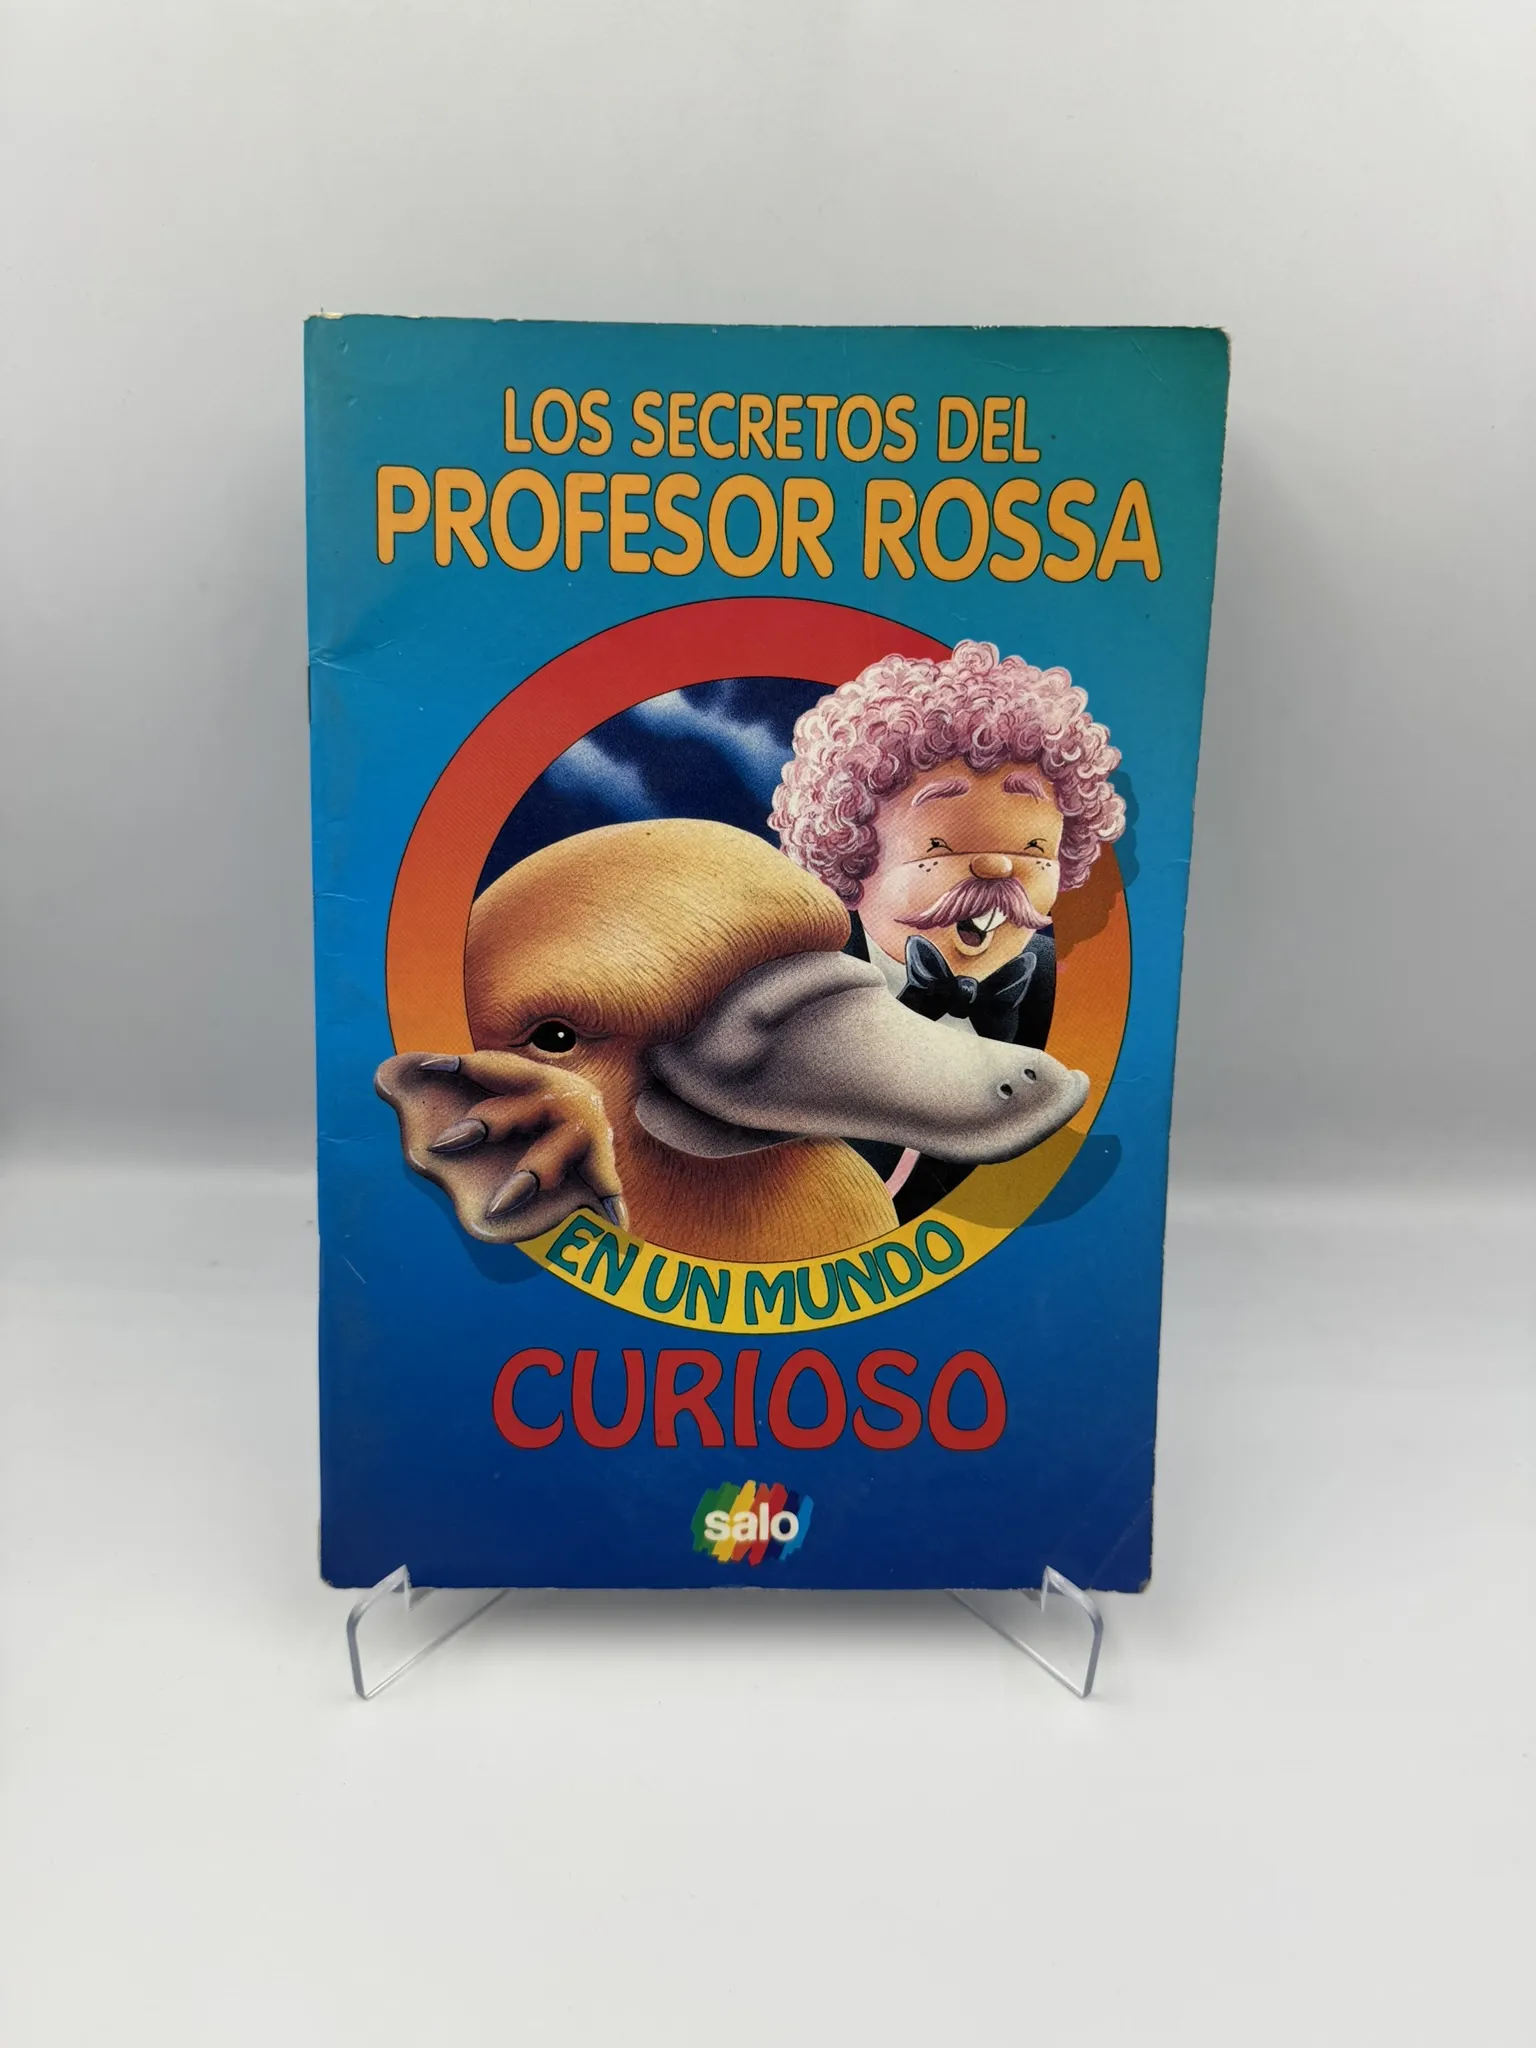 LOS SECRETOS DEL
PROFESOR ROSSA
EN UN MUNDO
CURIOSO
salo